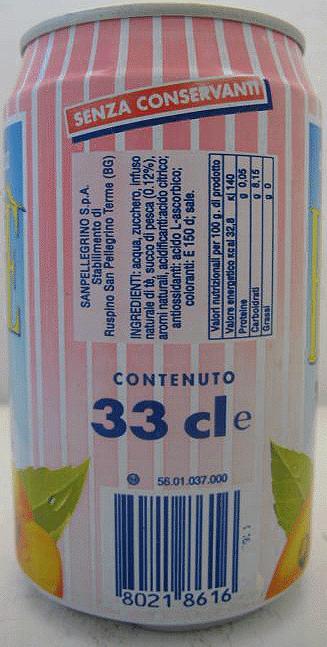 SENZA CONSERVANTI
SANPELLEGRINO S.p.A.
Stabilimento di
Ruspino San Pellegrino Terme (BG)
INGREDIENTI: acqua, zucchero, infuso
naturale di tè, succo di pesca (0.12%),
aromi naturali, acidificanti:acido citrico;
antiossidanti: acido L-ascorbico;
coloranti: E 150 d; sale.
Valori nutrizionali per 100 g. di prodotto
Valore energetico kcal 32,8 kj 140
Proteine g 0,05
Carboidrati g 8,15
Grassi g 0
CONTENUTO
33 cl e
56.01.037.000
8021 8616